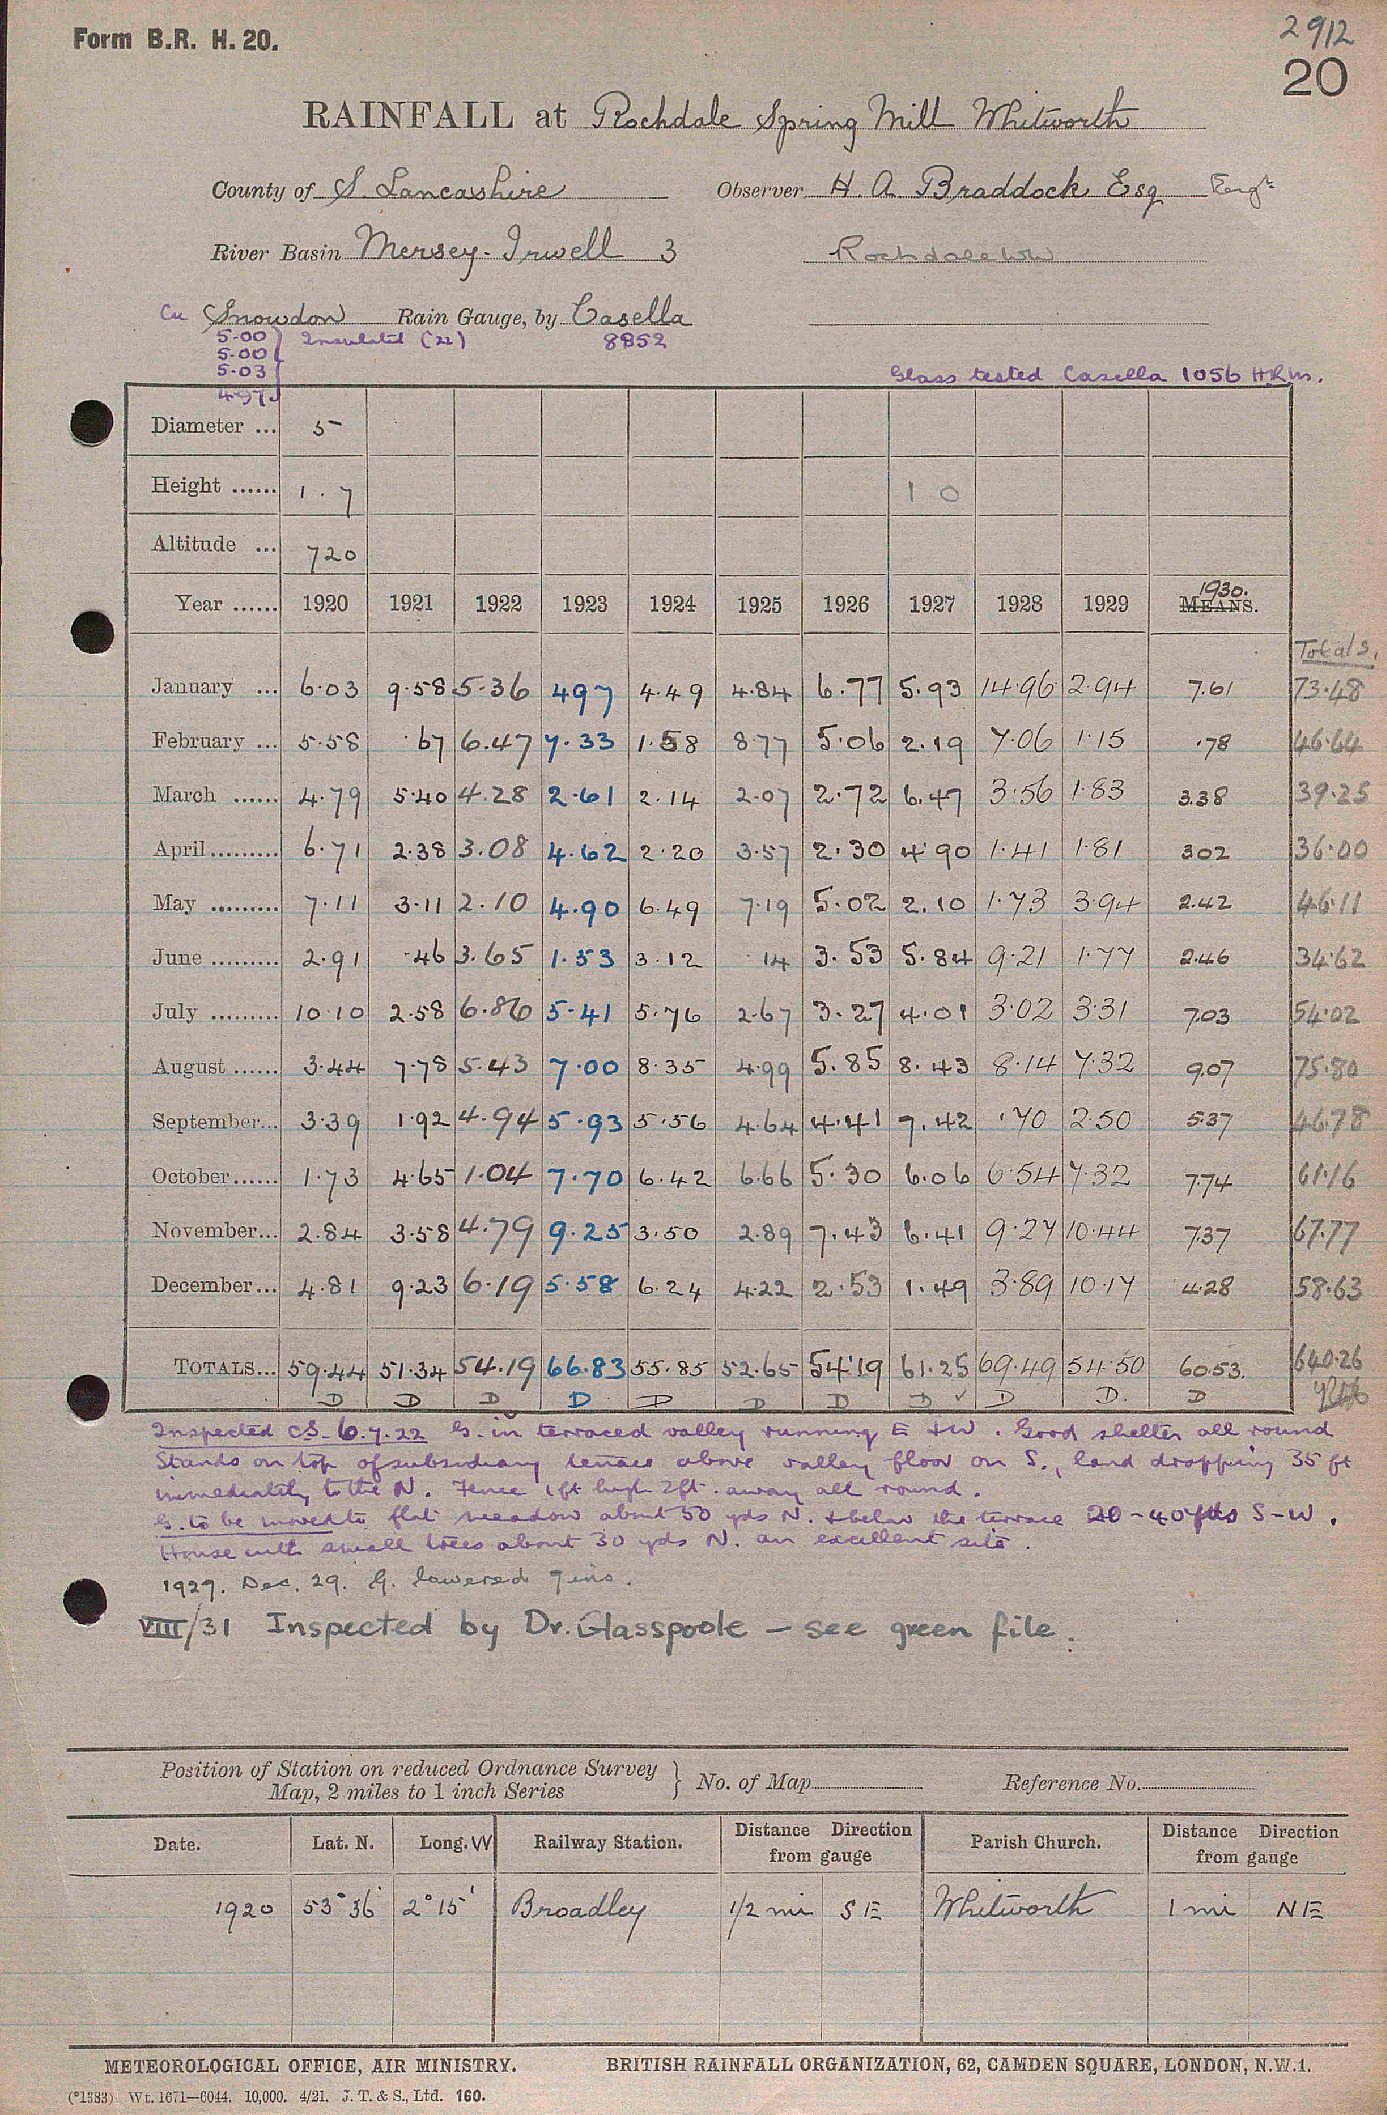 Form B.R. H. 20.
2912
20
RAINFALL at Rochdale Spring Mill Whitworth
County of S. Lancashire Observer H. A. Braddock Esq Engr
River Basin Mersey-Irwell 3 Rochdale WW
Cu Snowdon Rain Gauge, by Casella
5.00 Insulated (22) 8852
5.00
5.03
4.97
Glass tested Casella 1056 H.R.M.
Diameter ... 5
Height ...... 1 . 7 1 0
Altitude ... 720
Year ...... 1920 1921 1922 1923 1924 1925 1926 1927 1928 1929 MEANS. 1930.
Totals.
January ... 6.03 9.58 5.36 4.97 4.49 4.84 6.77 5.93 14.96 2.94 7.61 73.48
February ... 5.58 .67 6.47 7.33 1.58 8.77 5.06 2.19 7.06 1.15 .78 46.64
March ...... 4.79 5.40 4.28 2.61 2.14 2.07 2.72 6.47 3.56 1.83 3.38 39.25
April ......... 6.71 2.38 3.08 4.62 2.20 3.57 2.30 4.90 1.41 1.81 302 36.00
May ......... 7.11 3.11 2.10 4.90 6.49 7.19 5.02 2.10 1.73 3.94 2.42 46.11
June ......... 2.91 .46 3.65 1.53 3.12 .14 3.53 5.84 9.21 1.77 2.46 34.62
July ......... 10.10 2.58 6.86 5.41 5.76 2.67 3.27 4.01 3.02 3.31 7.03 54.02
August ...... 3.44 7.78 5.43 7.00 8.35 4.99 5.85 8.43 8.14 7.32 9.07 75.80
September... 3.39 1.92 4.94 5.93 5.56 4.64 4.41 7.42 .70 2.50 5.37 46.78
October ...... 1.73 4.65 1.04 7.70 6.42 6.66 5.30 6.06 6.54 7.32 7.74 61.16
November... 2.84 3.58 4.79 9.25 3.50 2.89 7.43 6.41 9.27 10.44 7.37 67.77
December... 4.81 9.23 6.19 5.58 6.24 4.22 2.53 1.49 3.89 10.17 4.28 58.63
TOTALS... 59.44 51.34 54.19 66.83 55.85 52.65 54.19 61.25 69.49 54.50 60.53. 640.26
D D D D D D D D ✓ D D. D
Inspected CS. 6.7.22 G. in terraced valley running E & W. Good shelter all round
Stands on top of subsidiary terrace above valley floor on S., land dropping 35 ft
immediately to the N. Fence 1 ft high 2ft. away all round.
G. to be moved to flat meadow about 50 yds N. & below the terrace 20-40 yds S-W.
House with small trees about 30 yds N. an excellent site.
1927. Dec. 29. G. lowered 9 ins.
VIII/31 Inspected by Dr. Glasspoole - see green file.
Position of Station on reduced Ordnance Survey
Map, 2 miles to 1 inch Series } No. of Map Reference No.
Date. Lat. N. Long. W Railway Station. Distance Direction from gauge Parish Church. Distance Direction from gauge
1920 53° 36' 2° 15' Broadley 1/2 mi SE Whitworth 1 mi NE
METEOROLOGICAL OFFICE, AIR MINISTRY. BRITISH RAINFALL ORGANIZATION, 62, CAMDEN SQUARE, LONDON, N.W.1.
(*1383) Wt. 1671—6044. 10,000. 4/21. J. T. & S., Ltd. 160.